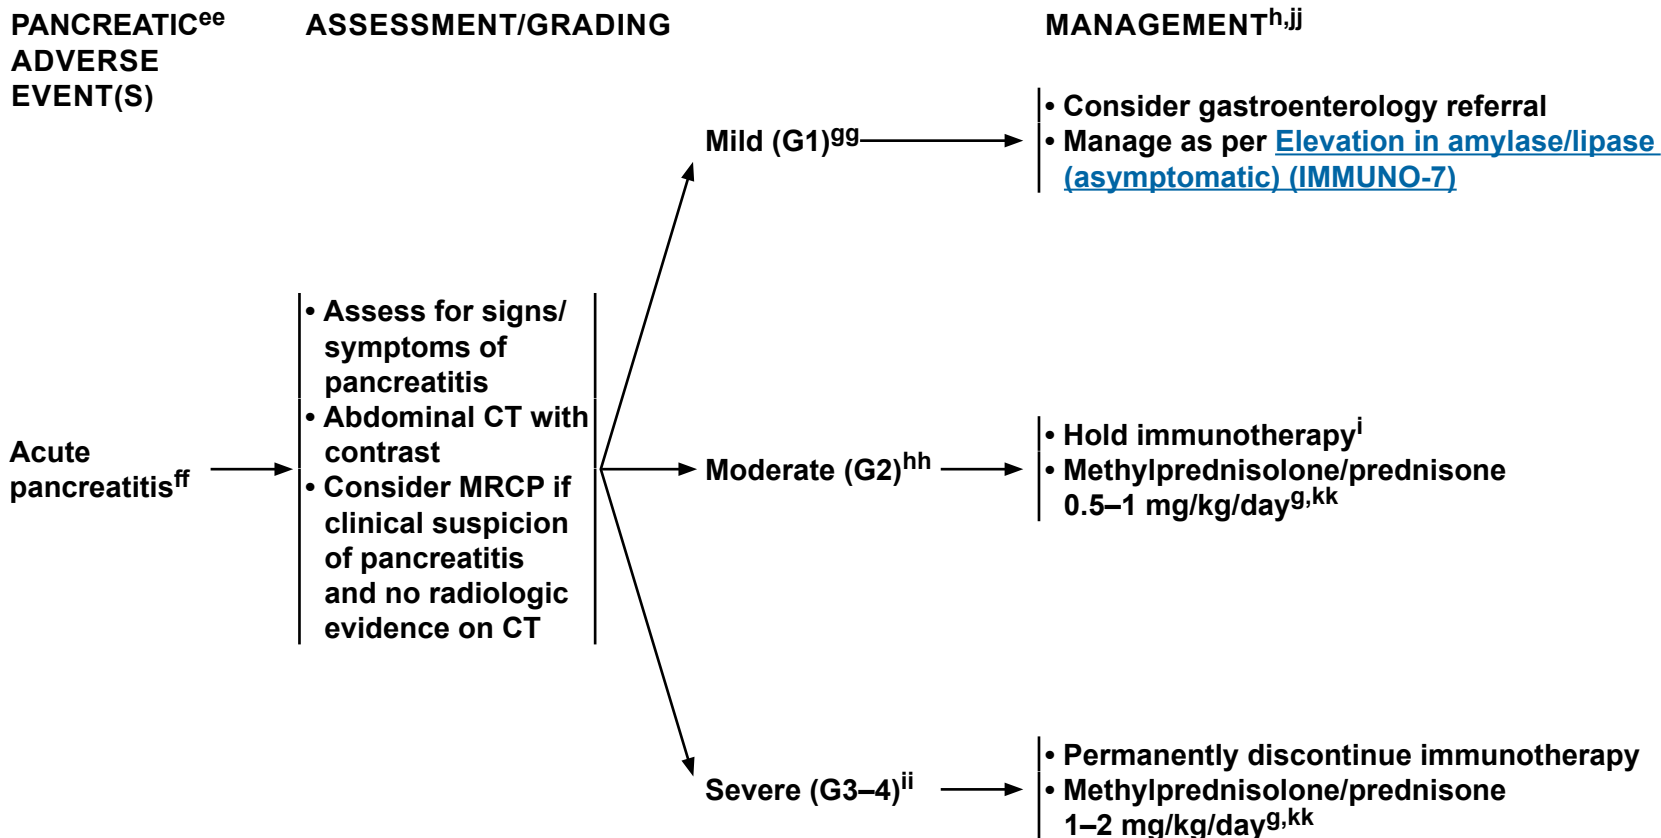 PANCREATICee
ADVERSE
EVENT(S)
ASSESSMENT/GRADING
MANAGEMENTh,jj
Acute
pancreatitisff
• Assess for signs/
symptoms of
pancreatitis
• Abdominal CT with
contrast
• Consider MRCP if
clinical suspicion
of pancreatitis
and no radiologic
evidence on CT
Mild (G1)gg
• Consider gastroenterology referral
• Manage as per Elevation in amylase/lipase
(asymptomatic) (IMMUNO-7)
Moderate (G2)hh
• Hold immunotherapyi
• Methylprednisolone/prednisone
0.5–1 mg/kg/dayg,kk
Severe (G3–4)ii
• Permanently discontinue immunotherapy
• Methylprednisolone/prednisone
1–2 mg/kg/dayg,kk